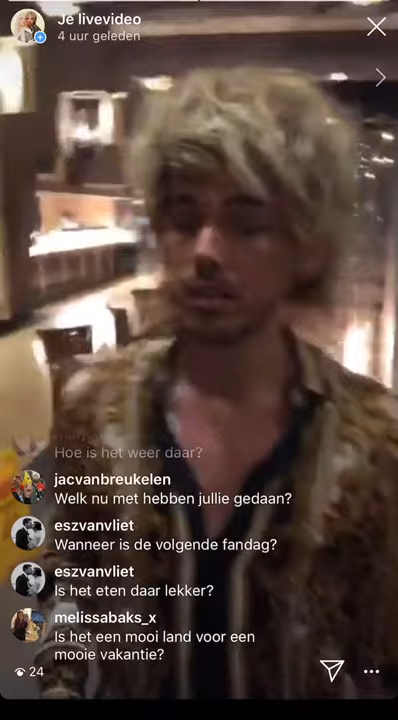 Je livevideo
4 uur geleden
Hoe is het weer daar?
jacvanbreukelen
Welk nu met hebben jullie gedaan?
eszvanvliet
Wanneer is de volgende fandag?
eszvanvliet
Is het eten daar lekker?
melissabaks_x
Is het een mooi land voor een
mooie vakantie?
24